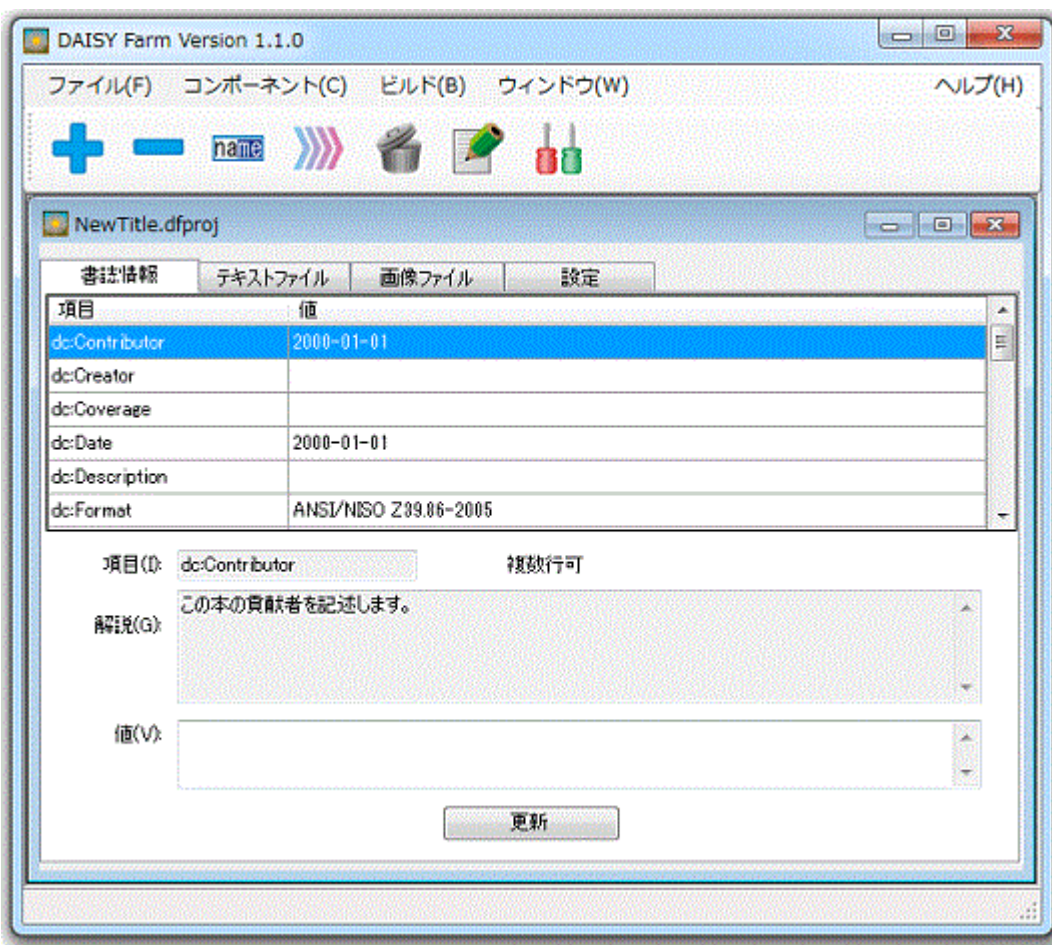 DAISY Farm Version 1.1.0
ファイル(F) コンポーネント(C) ビルド(B) ウィンドウ(W) ヘルプ(H)
name
NewTitle.dfproj
書誌情報 テキストファイル 画像ファイル 設定
項目 値
dc:Contributor 2000-01-01
dc:Creator
dc:Coverage
dc:Date 2000-01-01
dc:Description
dc:Format ANSI/NISO Z39.86-2005
項目(I): dc:Contributor 複数行可
解説(G): この本の貢献者を記述します。
値(V):
更新